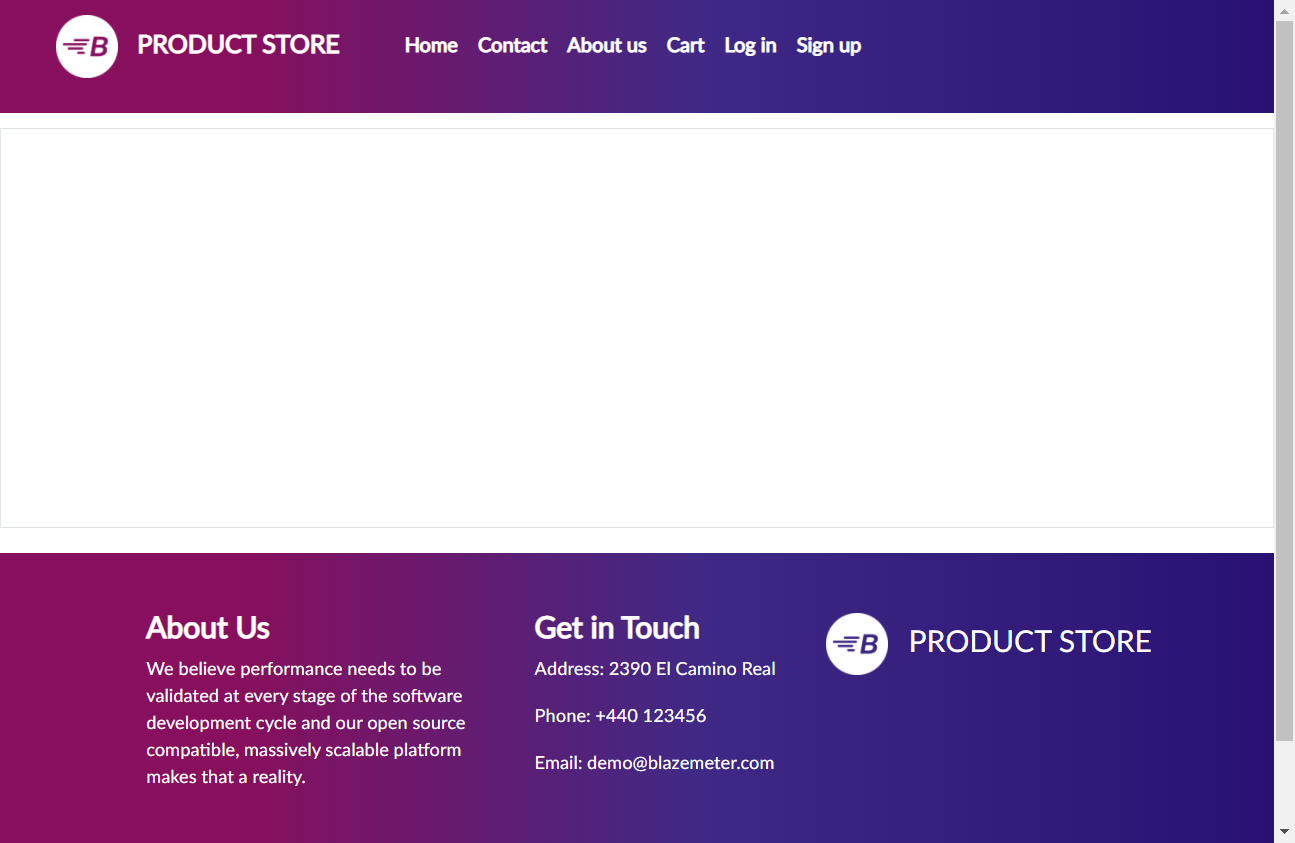 B PRODUCT STORE Home Contact About us Cart Log in Sign up
About Us
We believe performance needs to be
validated at every stage of the software
development cycle and our open source
compatible, massively scalable platform
makes that a reality.
Get in Touch
Address: 2390 El Camino Real
Phone: +440 123456
Email: demo@blazemeter.com
B PRODUCT STORE